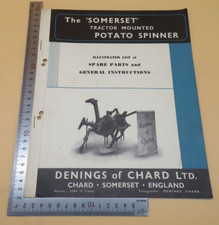 The 'SOMERSET'
TRACTOR MOUNTED
POTATO SPINNER
ILLUSTRATED LIST of
SPARE PARTS and
GENERAL INSTRUCTIONS
DENINGS of CHARD LTD.
CHARD · SOMERSET · ENGLAND